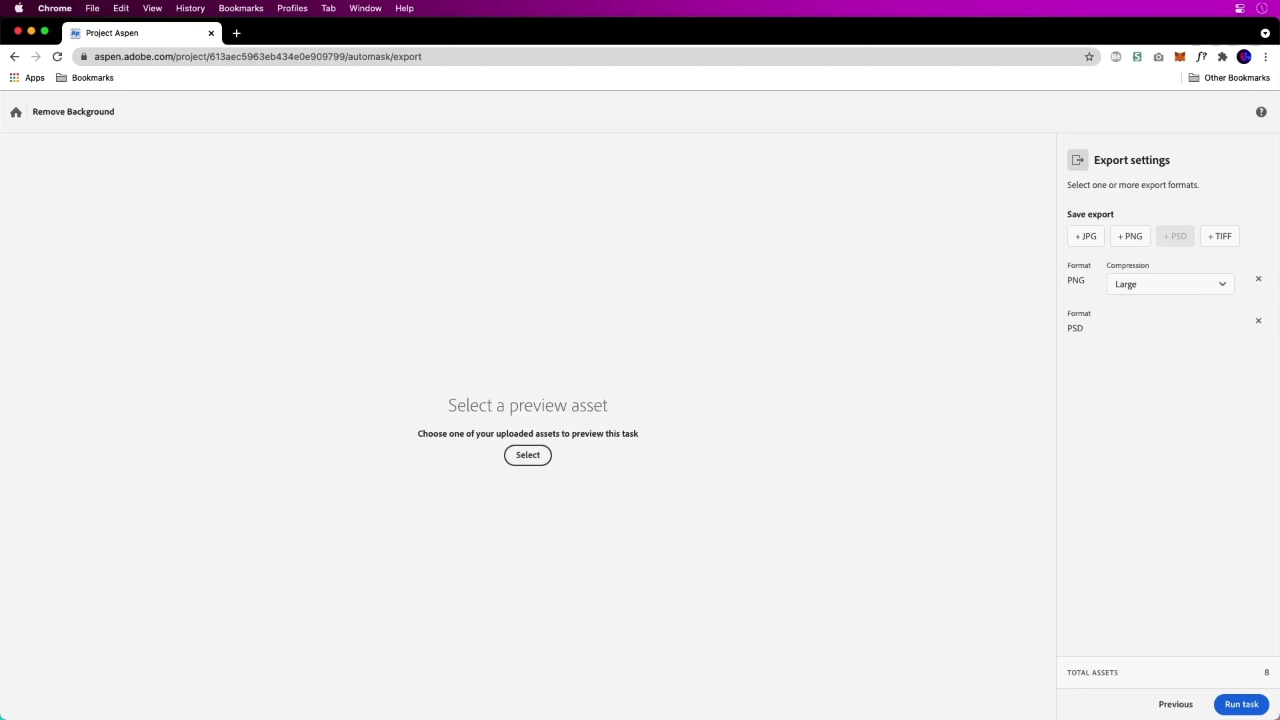 Chrome File Edit View History Bookmarks Profiles Tab Window Help
Ap Project Aspen
aspen.adobe.com/project/613aec5963eb434e0e909799/automask/export
Apps Bookmarks Other Bookmarks
Remove Background
Export settings
Select one or more export formats.
Save export
+ JPG + PNG + PSD + TIFF
Format Compression
PNG Large
Format
PSD
Select a preview asset
Choose one of your uploaded assets to preview this task
Select
TOTAL ASSETS 8
Previous Run task